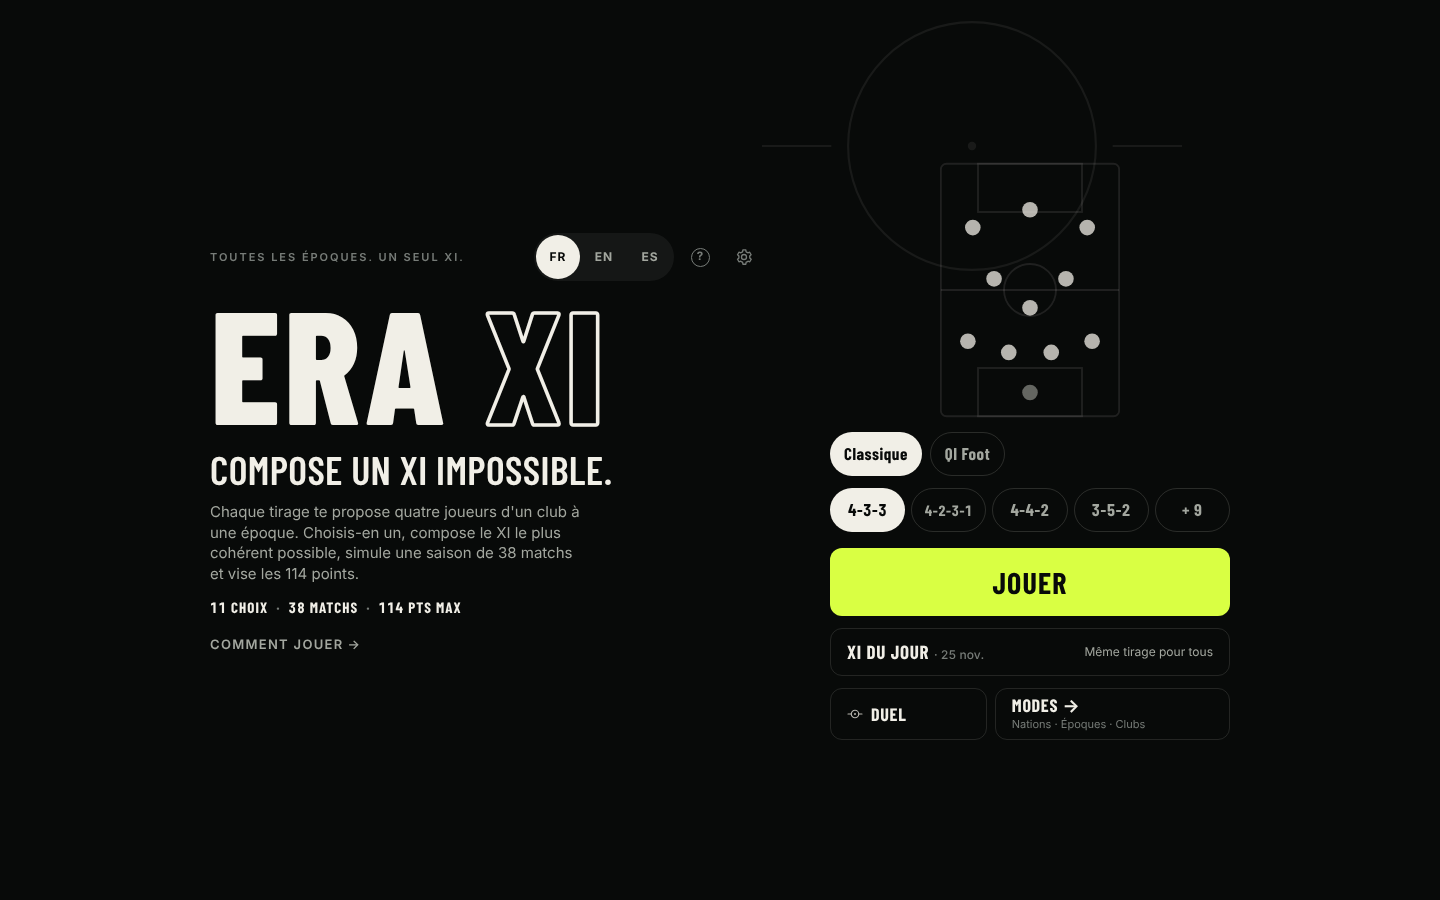 TOUTES LES ÉPOQUES. UN SEUL XI.
FR EN ES ?
ERA XI
COMPOSE UN XI IMPOSSIBLE.
Chaque tirage te propose quatre joueurs d'un club à
une époque. Choisis-en un, compose le XI le plus
cohérent possible, simule une saison de 38 matchs
et vise les 114 points.
11 CHOIX · 38 MATCHS · 114 PTS MAX
COMMENT JOUER →
Classique QI Foot
4-3-3 4-2-3-1 4-4-2 3-5-2 + 9
JOUER
XI DU JOUR · 25 nov. Même tirage pour tous
DUEL
MODES →
Nations · Époques · Clubs